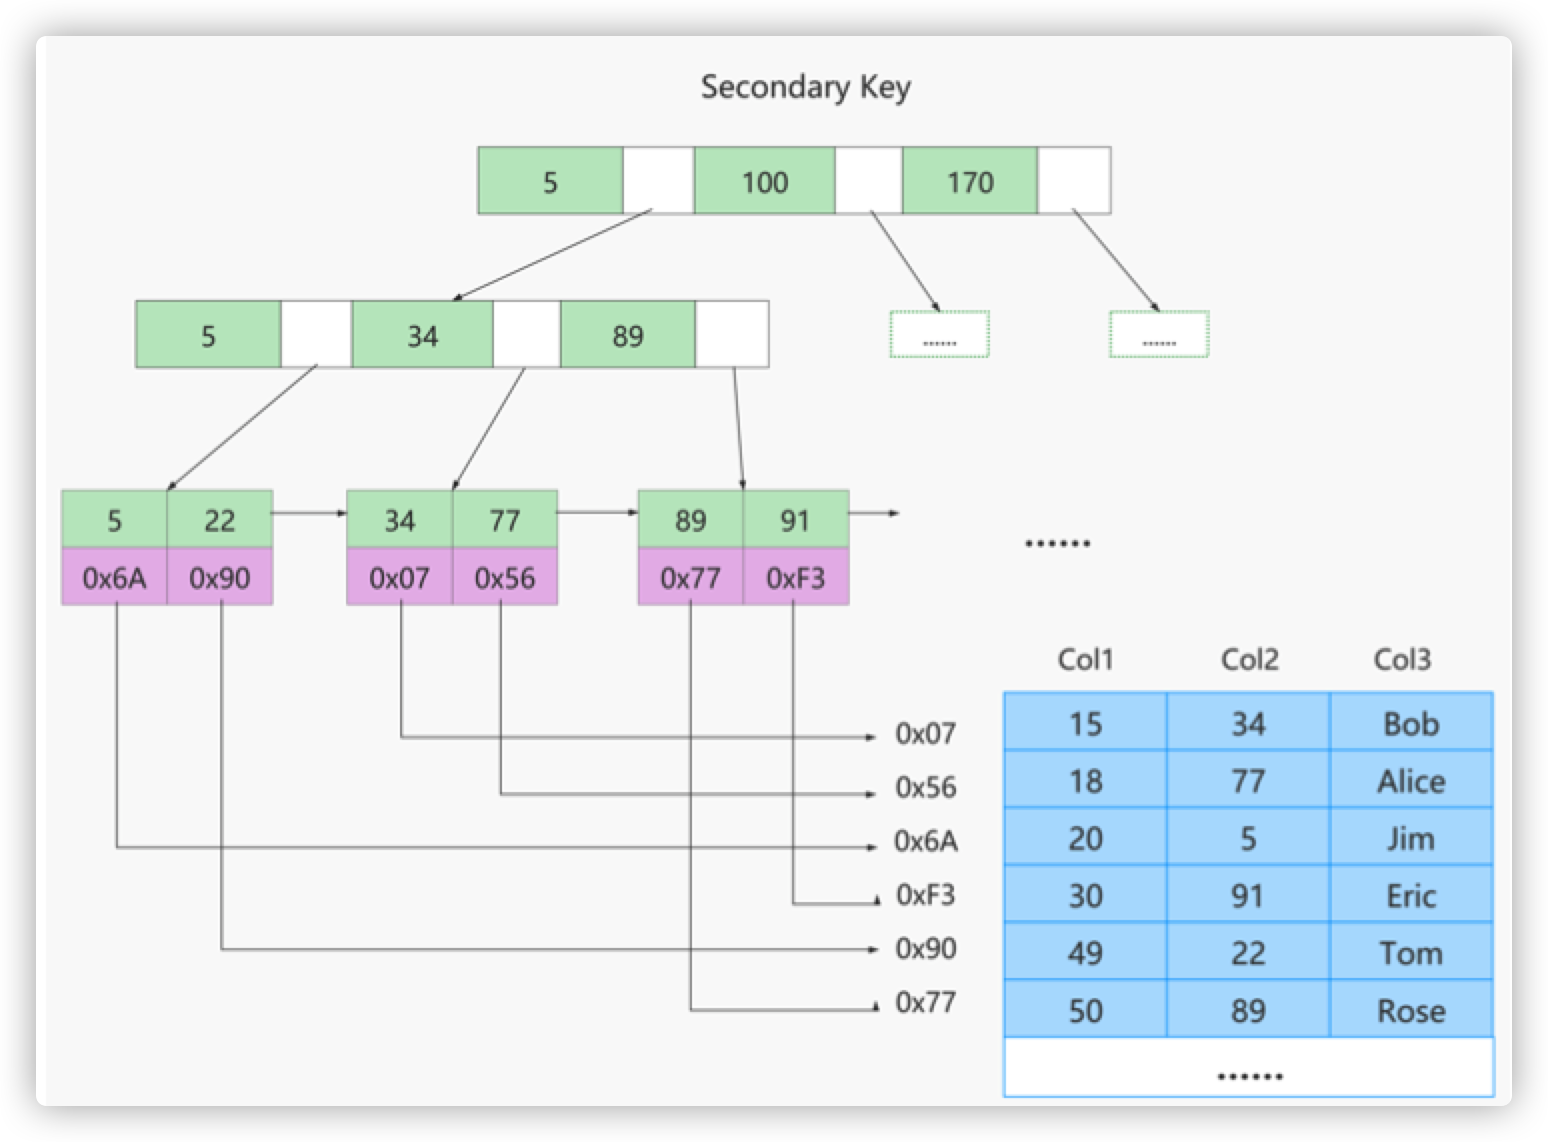 Secondary Key
5 100 170
5 34 89
...... ......
5 22 34 77 89 91
0x6A 0x90 0x07 0x56 0x77 0xF3
......
Col1 Col2 Col3
0x07 15 34 Bob
0x56 18 77 Alice
0x6A 20 5 Jim
0xF3 30 91 Eric
0x90 49 22 Tom
0x77 50 89 Rose
......